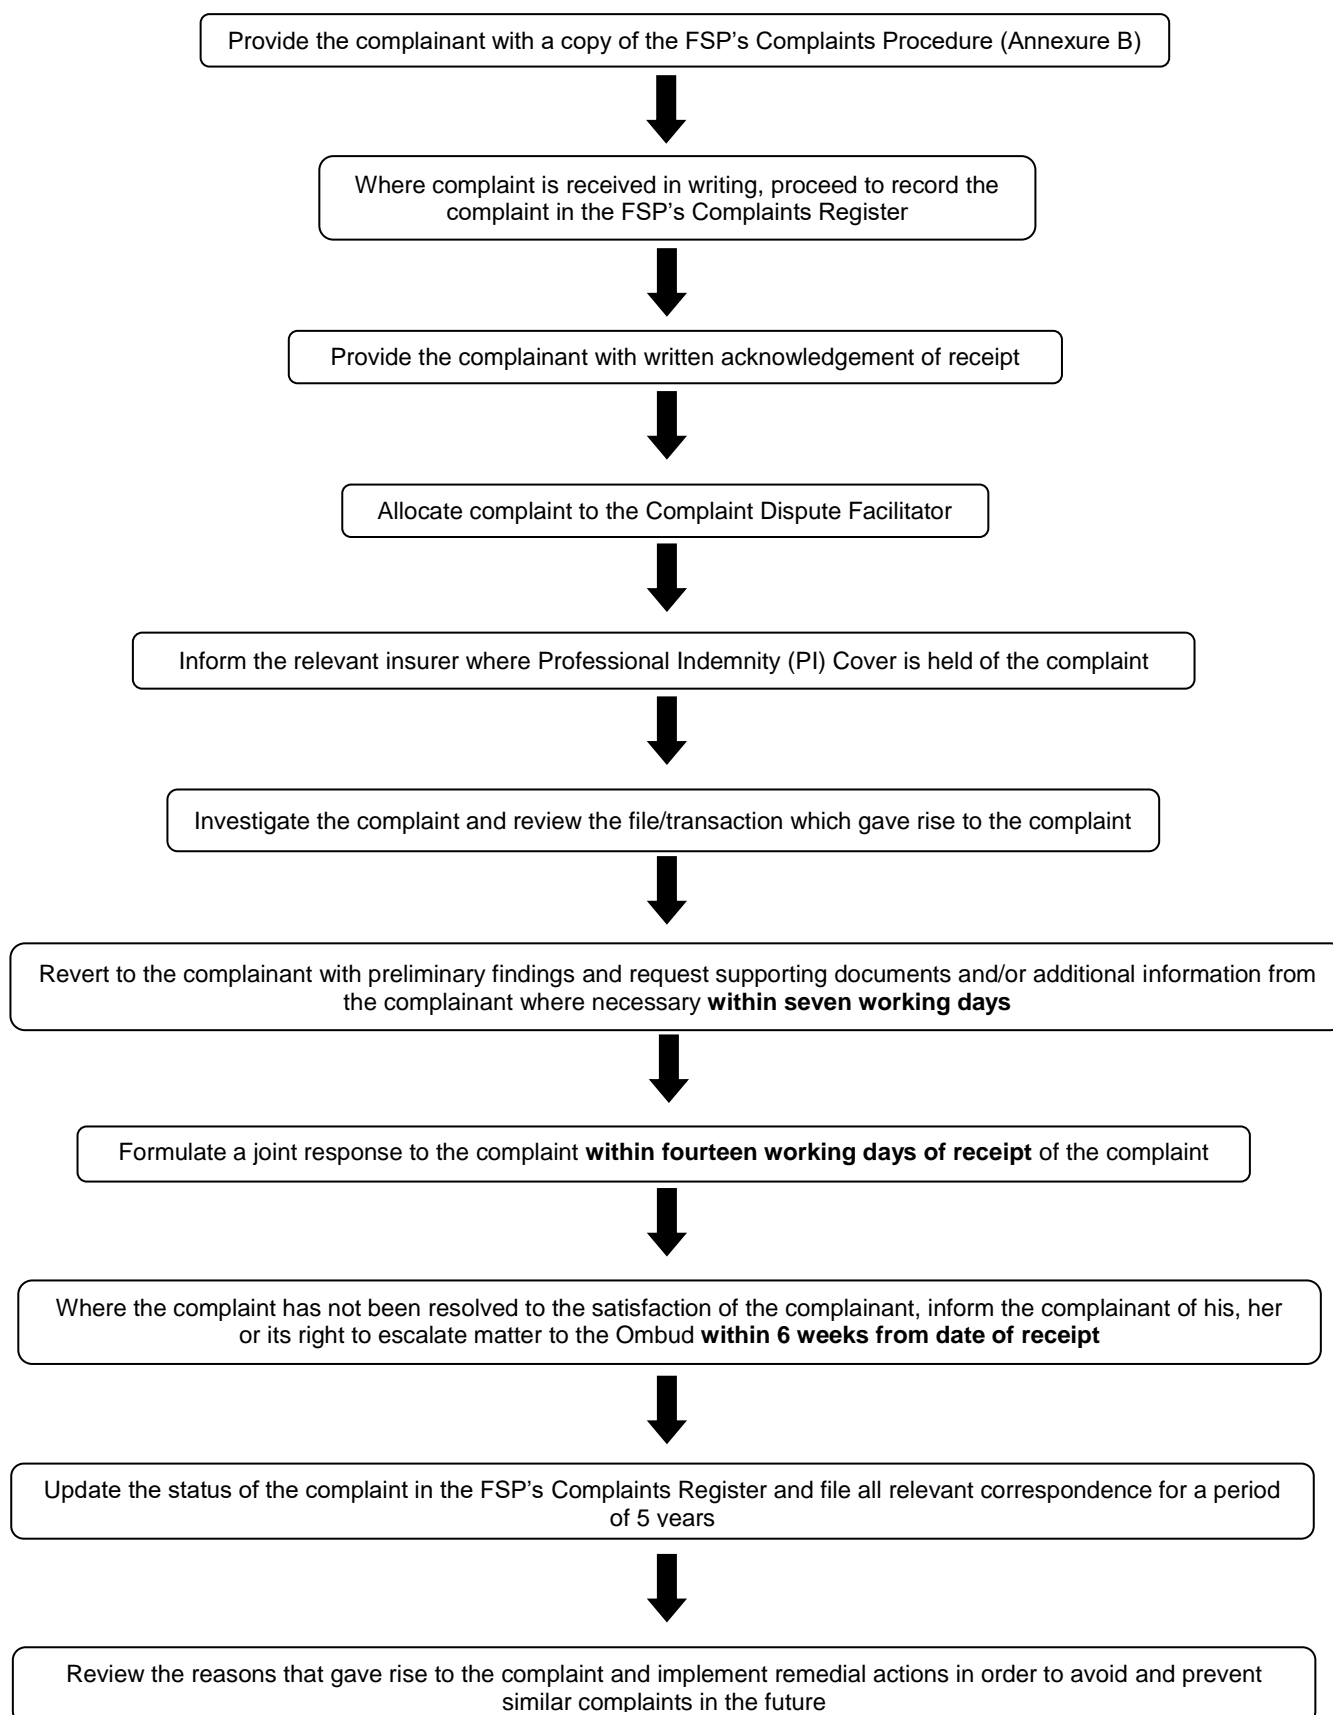 Provide the complainant with a copy of the FSP’s Complaints Procedure (Annexure B)
Where complaint is received in writing, proceed to record the
complaint in the FSP’s Complaints Register
Provide the complainant with written acknowledgement of receipt
Allocate complaint to the Complaint Dispute Facilitator
Inform the relevant insurer where Professional Indemnity (PI) Cover is held of the complaint
Investigate the complaint and review the file/transaction which gave rise to the complaint
Revert to the complainant with preliminary findings and request supporting documents and/or additional information from
the complainant where necessary within seven working days
Formulate a joint response to the complaint within fourteen working days of receipt of the complaint
Where the complaint has not been resolved to the satisfaction of the complainant, inform the complainant of his, her
or its right to escalate matter to the Ombud within 6 weeks from date of receipt
Update the status of the complaint in the FSP’s Complaints Register and file all relevant correspondence for a period
of 5 years
Review the reasons that gave rise to the complaint and implement remedial actions in order to avoid and prevent
similar complaints in the future